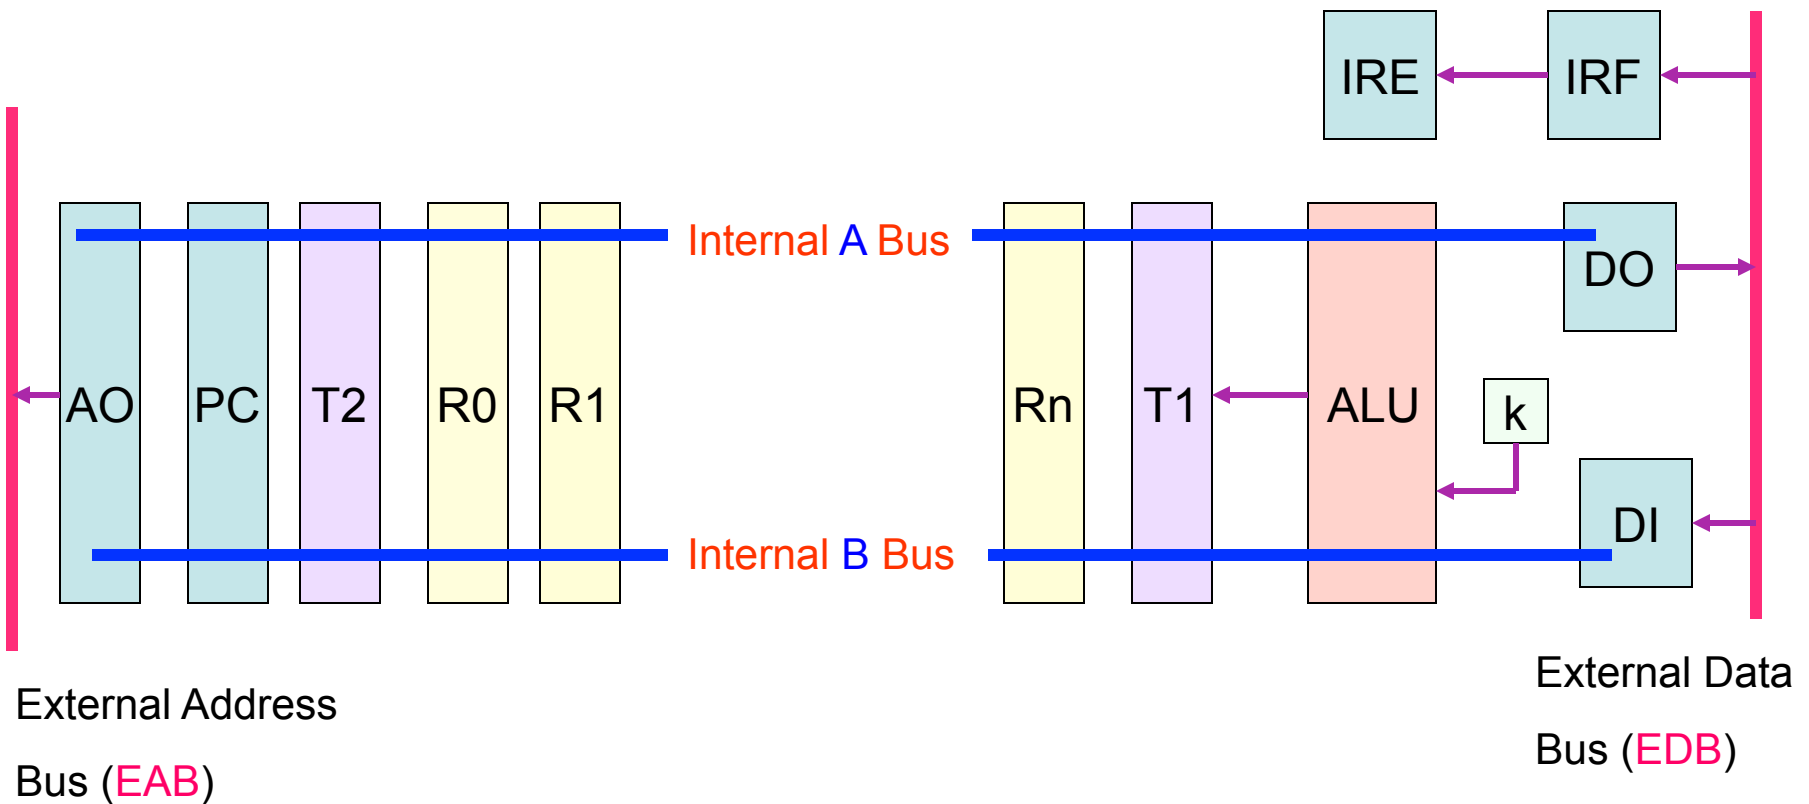 IRE
IRF
Internal A Bus
DO
AO
PC
T2
R0
R1
Rn
T1
ALU
k
Internal B Bus
DI
External Address
Bus (EAB)
External Data
Bus (EDB)